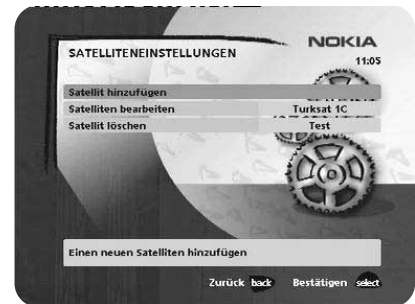 NOKIA
SATELLITENEINSTELLUNGEN
11:05
Satellit hinzufügen
Satelliten bearbeiten Turksat 1C
Satellit löschen Test
Einen neuen Satelliten hinzufügen
Zurück back Bestätigen select